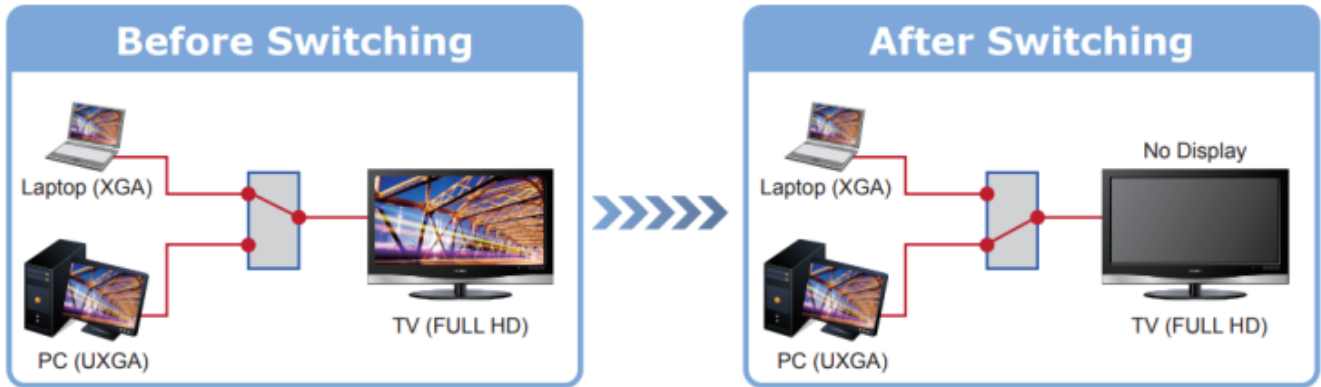 Before Switching
Laptop (XGA)
PC (UXGA)
TV (FULL HD)
After Switching
Laptop (XGA)
PC (UXGA)
No Display
TV (FULL HD)